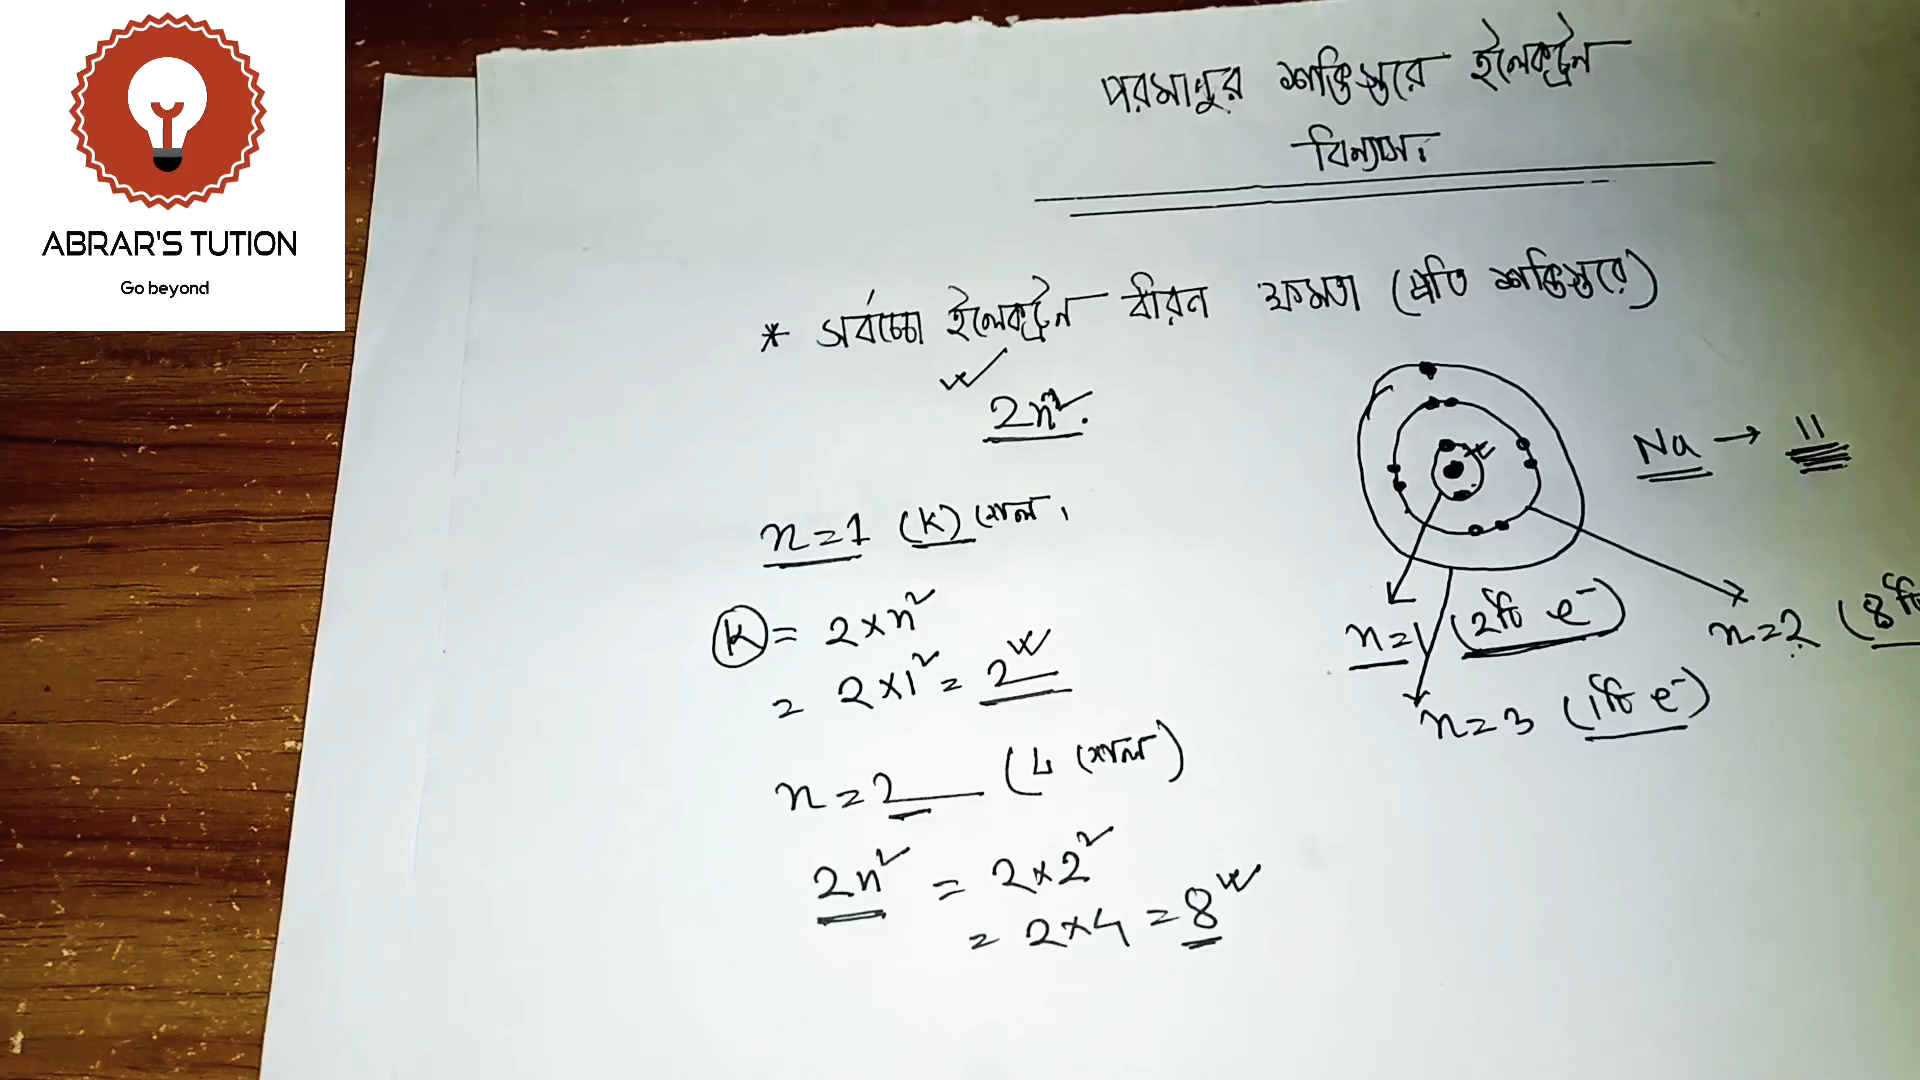 ABRAR'S TUTION
Go beyond
পরমানুর শক্তিস্তরে ইলেকট্রন
বিন্যাস।
* সর্বচ্চো ইলেকট্রন ধারন ক্ষমতা (প্রতি শক্তিস্তরে)
2n².
n=1 (K) শেল।
K = 2×n²
= 2×1² = 2
n=2 (L শেল)
2n² = 2×2²
= 2×4 = 8
Na → 11
n=1 (2টি e⁻)
n=2 (8টি
n=3 (1টি e⁻)